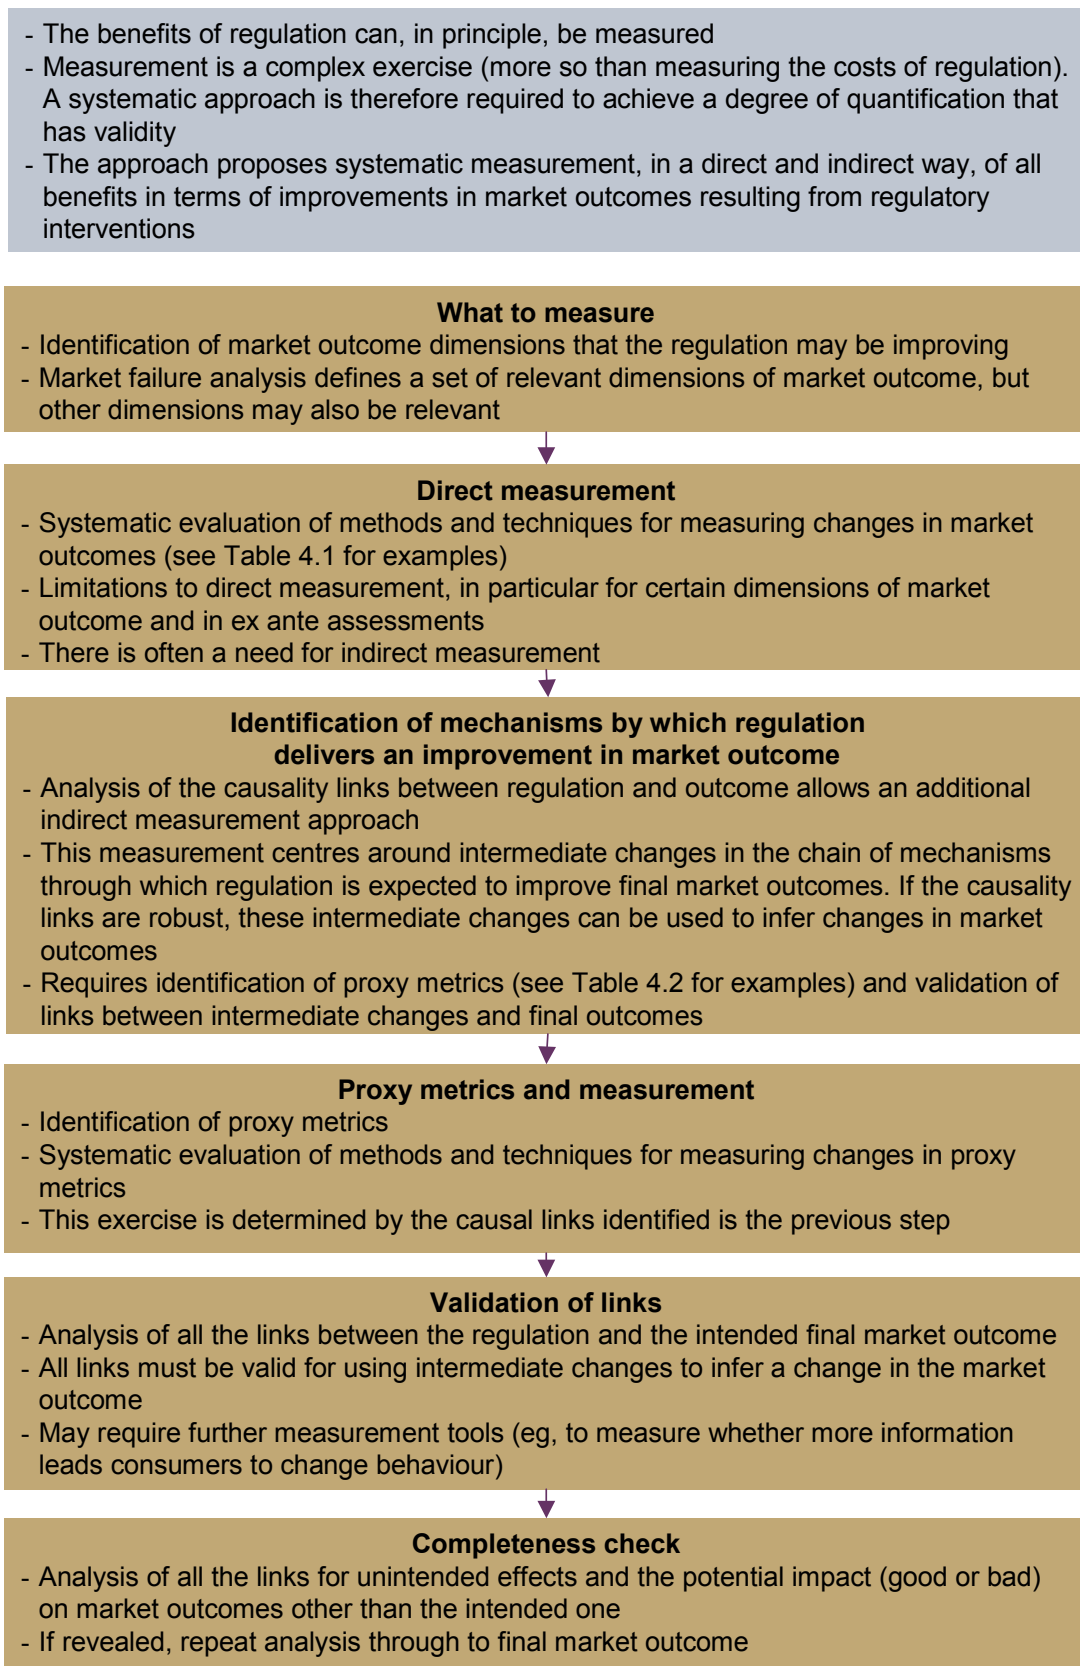 - The benefits of regulation can, in principle, be measured
- Measurement is a complex exercise (more so than measuring the costs of regulation).
A systematic approach is therefore required to achieve a degree of quantification that
has validity
- The approach proposes systematic measurement, in a direct and indirect way, of all
benefits in terms of improvements in market outcomes resulting from regulatory
interventions
What to measure
- Identification of market outcome dimensions that the regulation may be improving
- Market failure analysis defines a set of relevant dimensions of market outcome, but
other dimensions may also be relevant
Direct measurement
- Systematic evaluation of methods and techniques for measuring changes in market
outcomes (see Table 4.1 for examples)
- Limitations to direct measurement, in particular for certain dimensions of market
outcome and in ex ante assessments
- There is often a need for indirect measurement
Identification of mechanisms by which regulation
delivers an improvement in market outcome
- Analysis of the causality links between regulation and outcome allows an additional
indirect measurement approach
- This measurement centres around intermediate changes in the chain of mechanisms
through which regulation is expected to improve final market outcomes. If the causality
links are robust, these intermediate changes can be used to infer changes in market
outcomes
- Requires identification of proxy metrics (see Table 4.2 for examples) and validation of
links between intermediate changes and final outcomes
Proxy metrics and measurement
- Identification of proxy metrics
- Systematic evaluation of methods and techniques for measuring changes in proxy
metrics
- This exercise is determined by the causal links identified is the previous step
Validation of links
- Analysis of all the links between the regulation and the intended final market outcome
- All links must be valid for using intermediate changes to infer a change in the market
outcome
- May require further measurement tools (eg, to measure whether more information
leads consumers to change behaviour)
Completeness check
- Analysis of all the links for unintended effects and the potential impact (good or bad)
on market outcomes other than the intended one
- If revealed, repeat analysis through to final market outcome